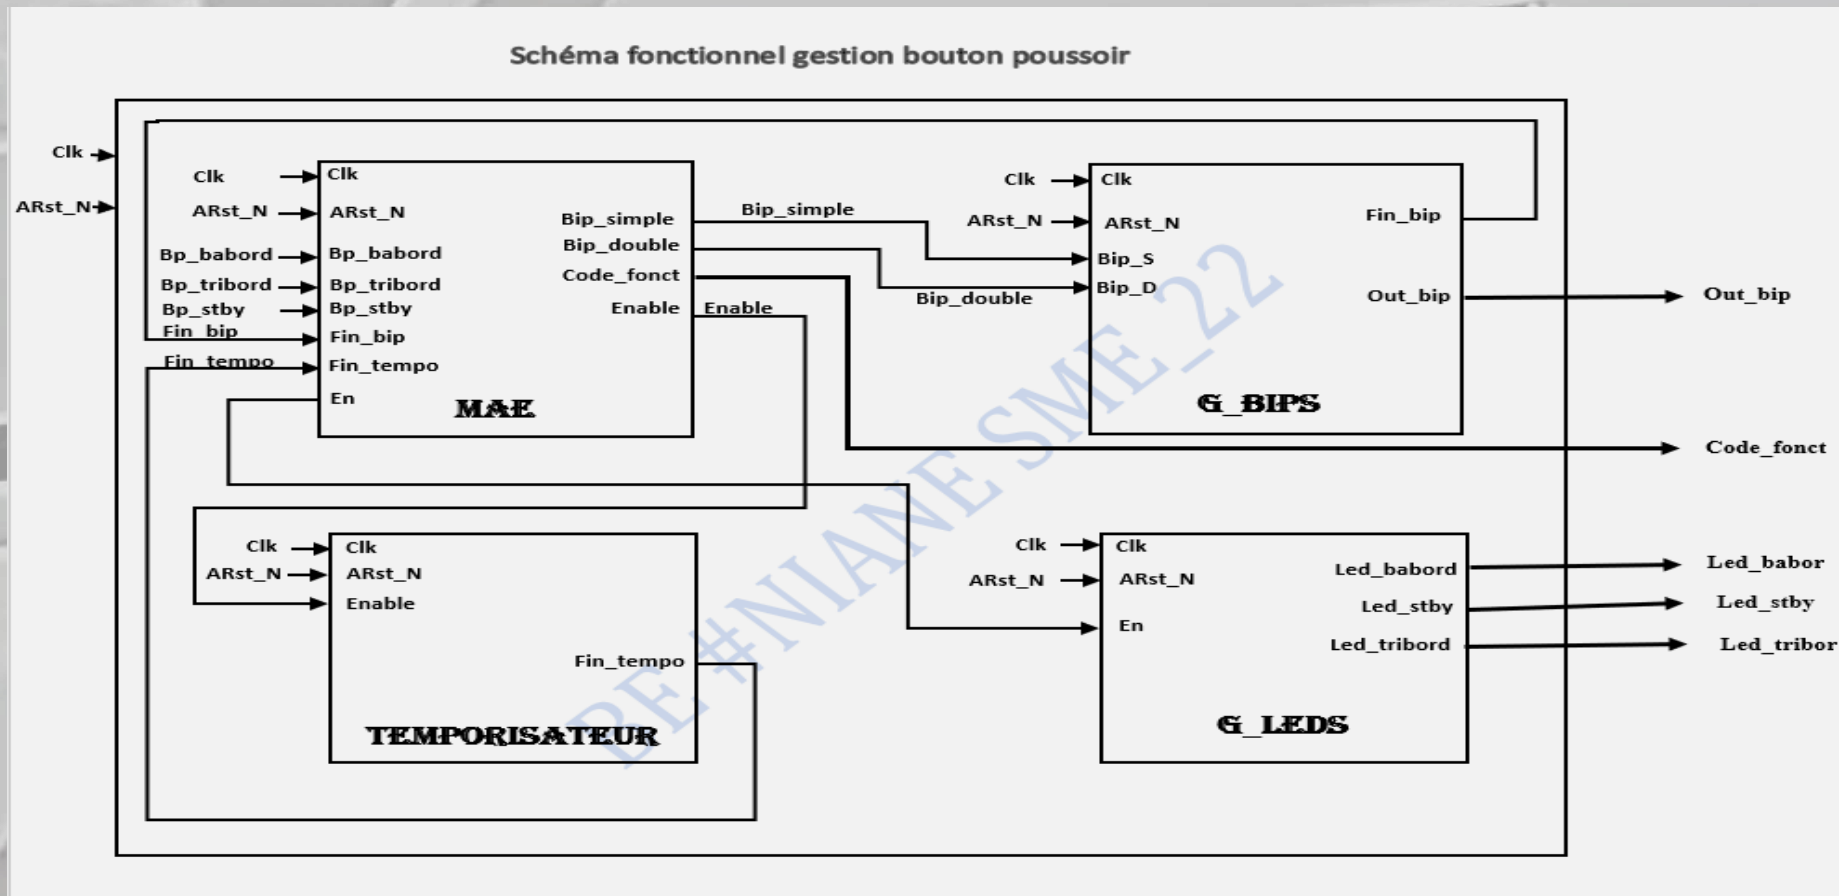 Schéma fonctionnel gestion bouton poussoir
Clk
ARst_N
Clk
ARst_N
Bp_babord
Bp_tribord
Bp_stby
Fin_bip
Fin_tempo
Clk
ARst_N
Bp_babord
Bp_tribord
Bp_stby
Fin_bip
Fin_tempo
En
MAE
Bip_simple
Bip_double
Code_fonct
Enable
Bip_simple
Enable
Bip_double
Clk
ARst_N
Clk
ARst_N
Bip_S
Bip_D
Fin_bip
Out_bip
G_BIPS
Out_bip
Code_fonct
Clk
ARst_N
Clk
ARst_N
Enable
Fin_tempo
TEMPORISATEUR
Clk
ARst_N
Clk
ARst_N
En
Led_babord
Led_stby
Led_tribord
G_LEDS
Led_babor
Led_stby
Led_tribor
BE #NIANE SME_22